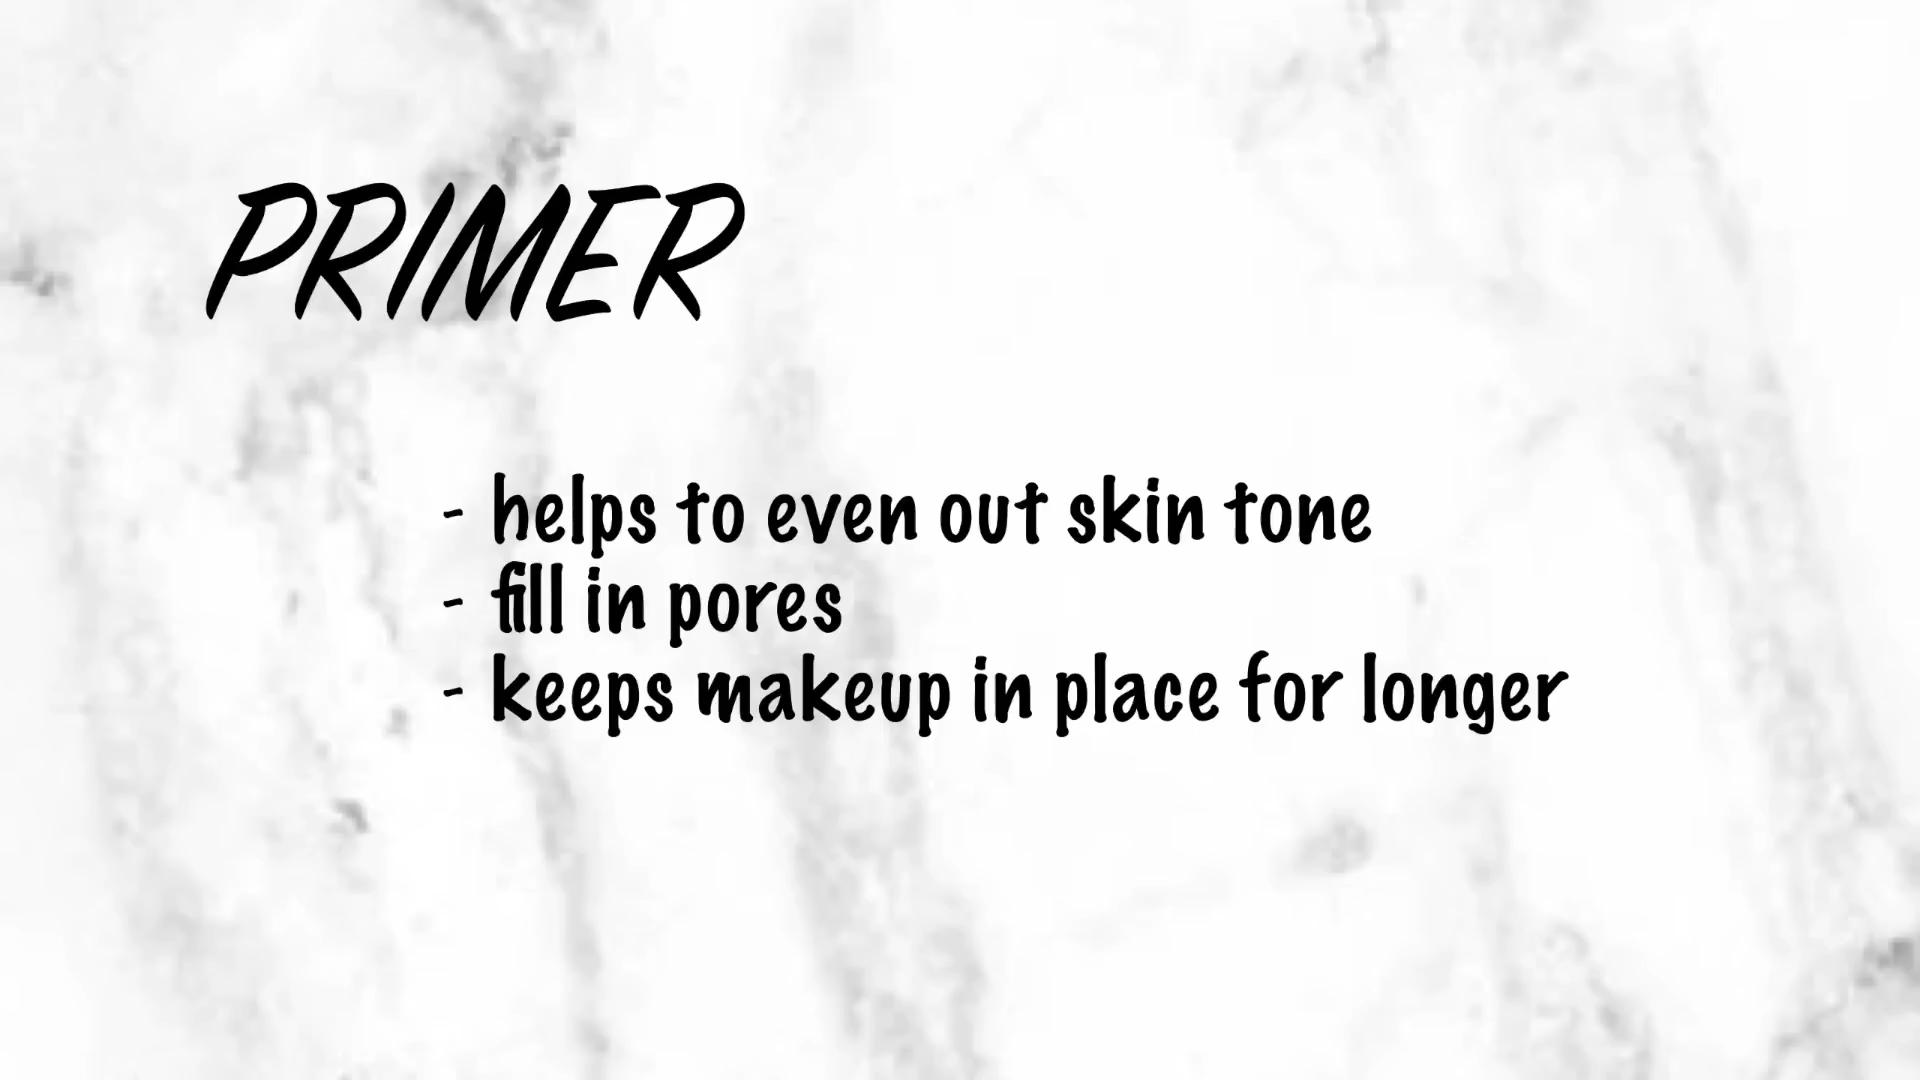 PRIMER
- helps to even out skin tone
- fill in pores
- keeps makeup in place for longer